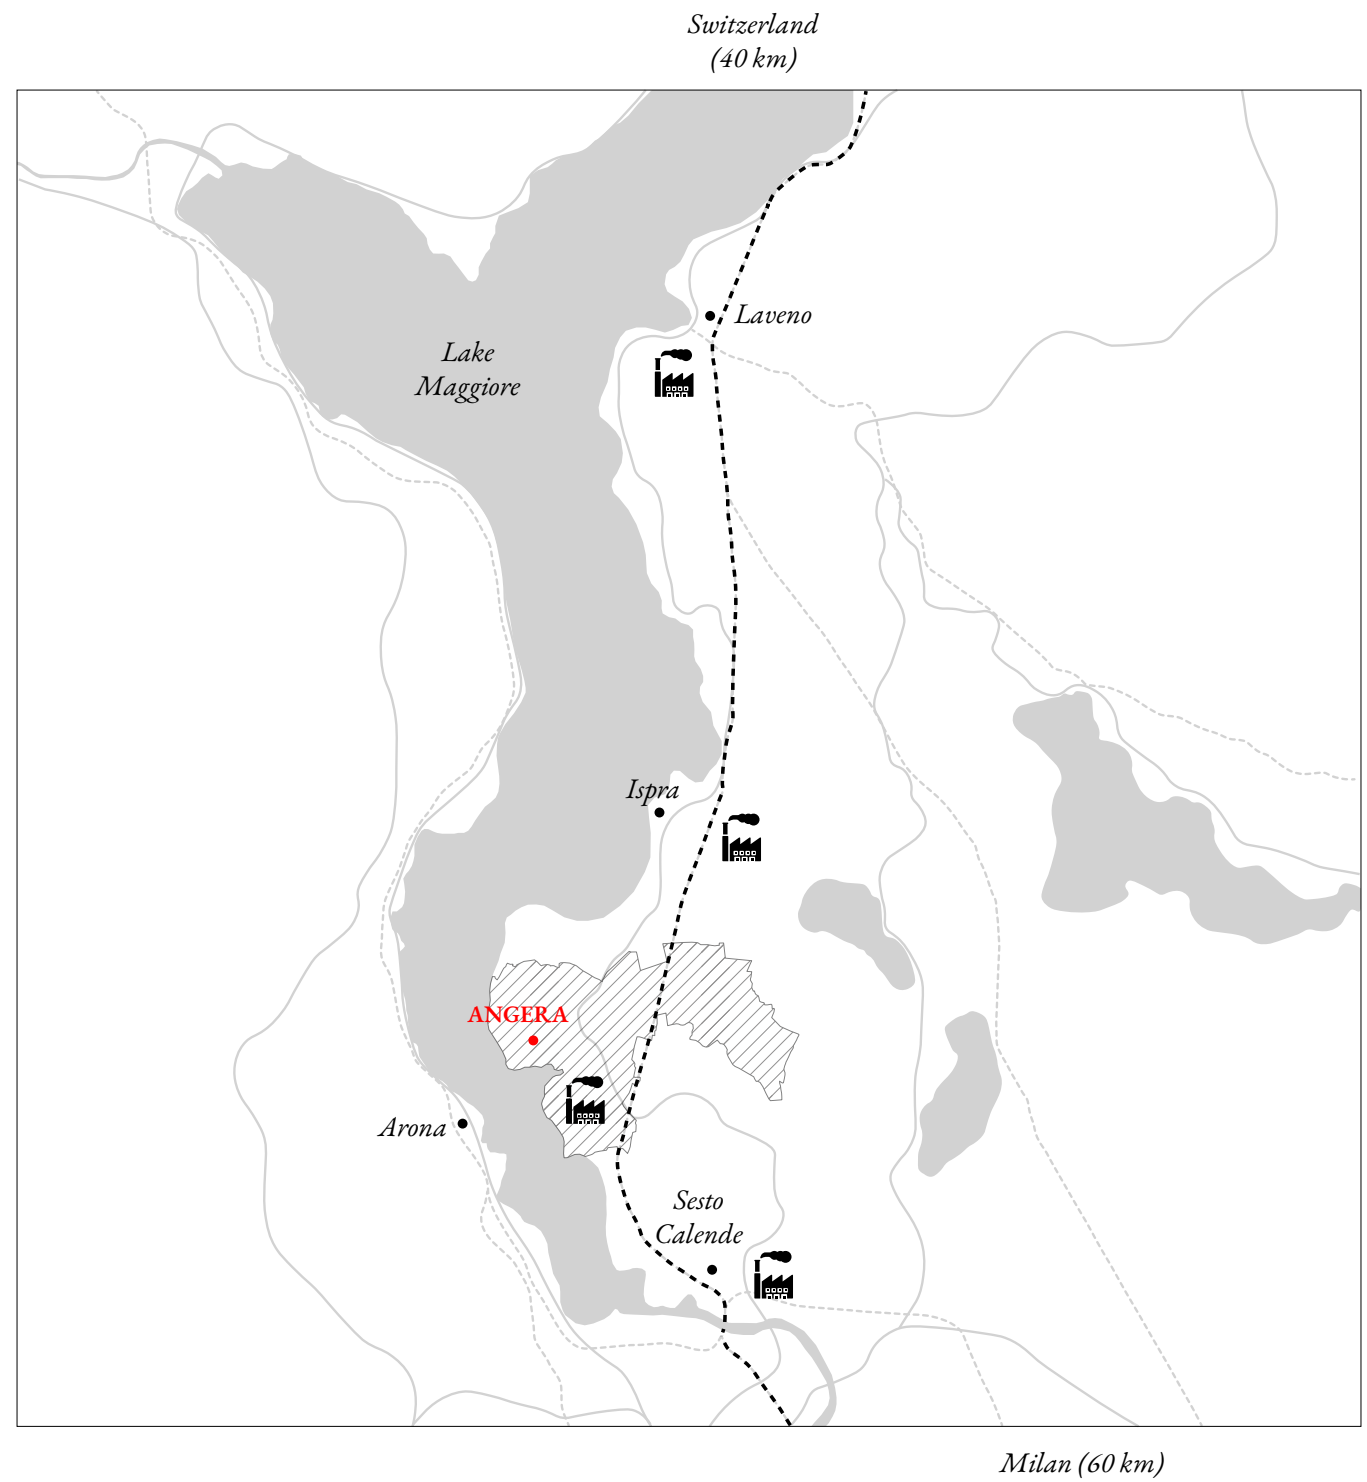 Switzerland
(40 km)
Laveno
Lake
Maggiore
Ispra
ANGERA
Arona
Sesto
Calende
Milan (60 km)